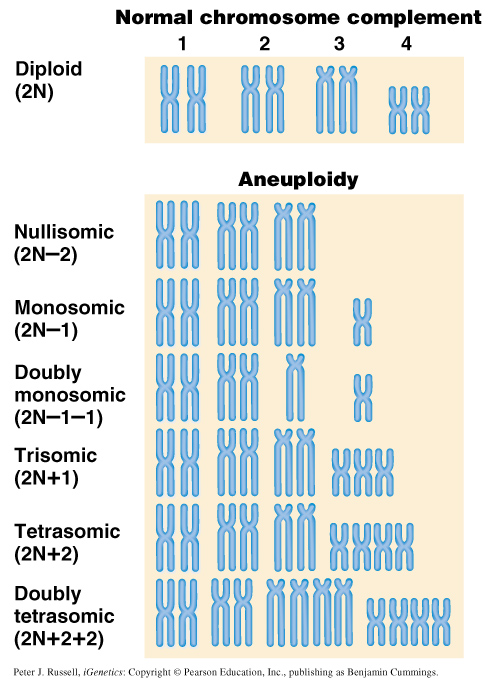 Normal chromosome complement
1 2 3 4
Diploid
(2N)
Aneuploidy
Nullisomic
(2N−2)
Monosomic
(2N−1)
Doubly
monosomic
(2N−1−1)
Trisomic
(2N+1)
Tetrasomic
(2N+2)
Doubly
tetrasomic
(2N+2+2)
Peter J. Russell, iGenetics: Copyright © Pearson Education, Inc., publishing as Benjamin Cummings.